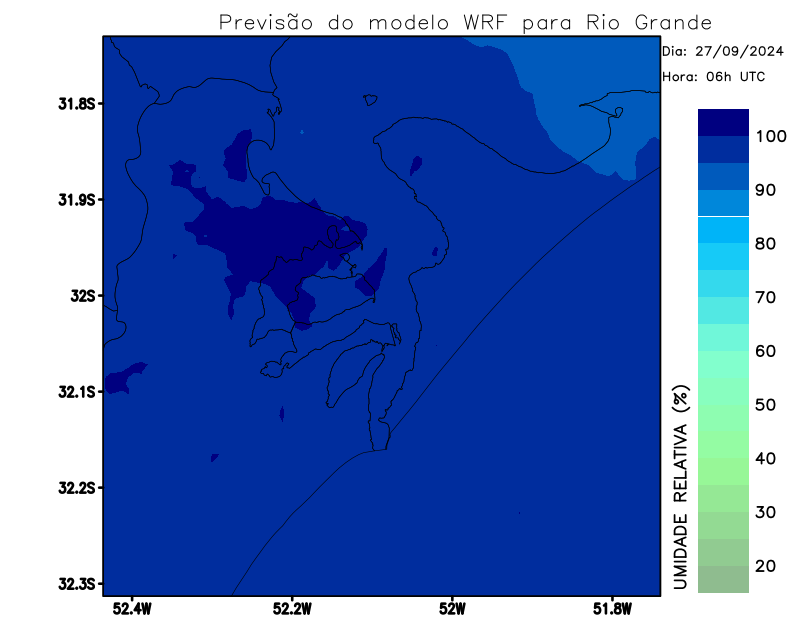 Previsão do modelo WRF para Rio Grande
Dia: 27/09/2024
Hora: 06h UTC
31.8S
31.9S
32S
32.1S
32.2S
32.3S
52.4W
52.2W
52W
51.8W
UMIDADE RELATIVA (%)
100
90
80
70
60
50
40
30
20